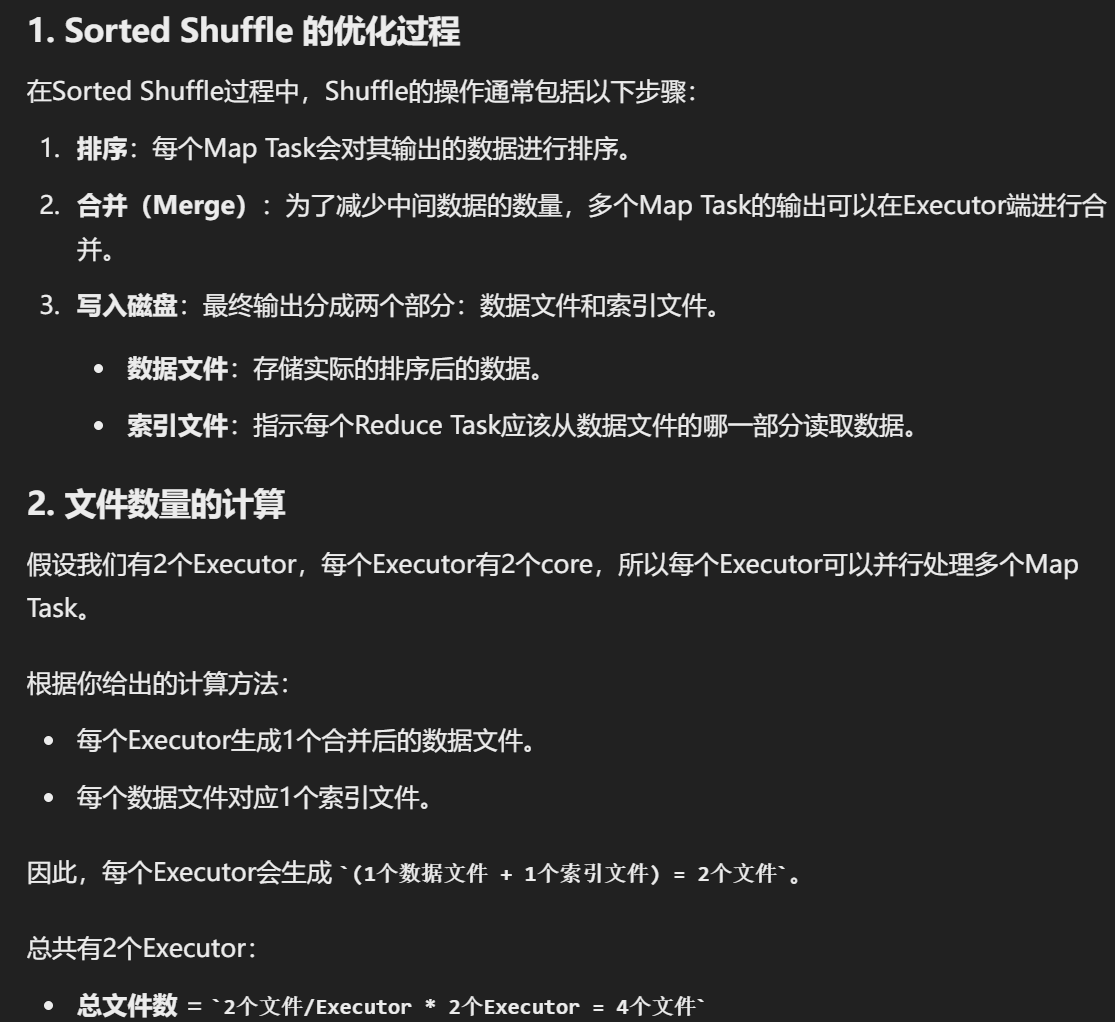 1. Sorted Shuffle 的优化过程
在Sorted Shuffle过程中，Shuffle的操作通常包括以下步骤：
1. 排序：每个Map Task会对其输出的数据进行排序。
2. 合并（Merge）：为了减少中间数据的数量，多个Map Task的输出可以在Executor端进行合
并。
3. 写入磁盘：最终输出分成两个部分：数据文件和索引文件。
• 数据文件：存储实际的排序后的数据。
• 索引文件：指示每个Reduce Task应该从数据文件的哪一部分读取数据。
2. 文件数量的计算
假设我们有2个Executor，每个Executor有2个core，所以每个Executor可以并行处理多个Map
Task。
根据你给出的计算方法：
• 每个Executor生成1个合并后的数据文件。
• 每个数据文件对应1个索引文件。
因此，每个Executor会生成 `(1个数据文件 + 1个索引文件) = 2个文件`。
总共有2个Executor：
• 总文件数 = `2个文件/Executor * 2个Executor = 4个文件`